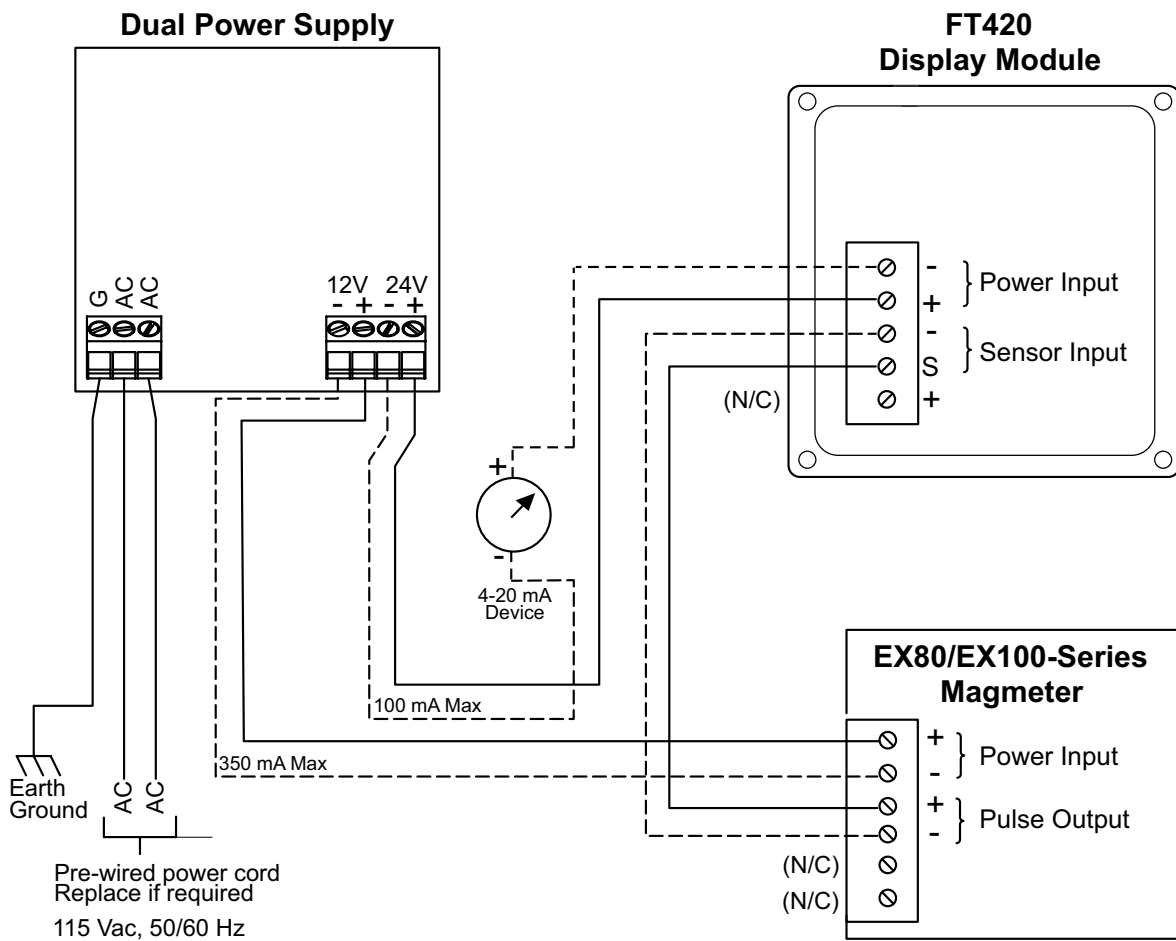 Dual Power Supply
G AC AC
12V 24V
- + - +
Earth
Ground
AC AC
Pre-wired power cord
Replace if required
115 Vac, 50/60 Hz
FT420
Display Module
-
+
Power Input
-
S
Sensor Input
(N/C) +
+
-
4-20 mA
Device
100 mA Max
350 mA Max
EX80/EX100-Series
Magmeter
+
-
Power Input
+
-
Pulse Output
(N/C)
(N/C)